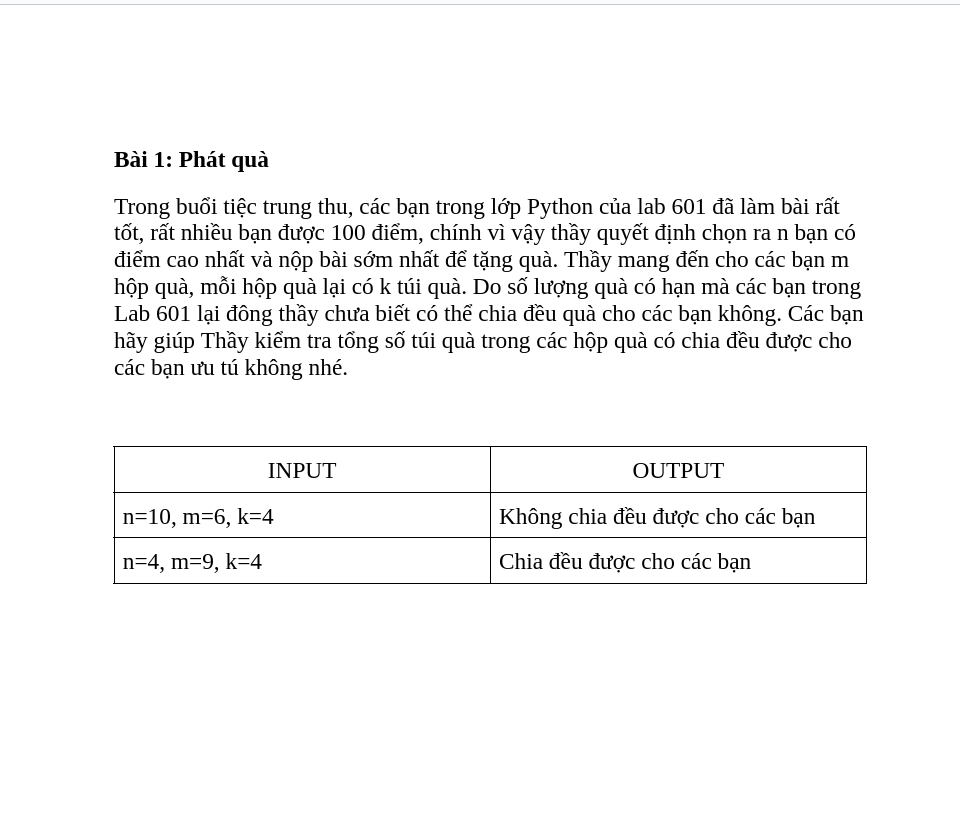 Bài 1: Phát quà
Trong buổi tiệc trung thu, các bạn trong lớp Python của lab 601 đã làm bài rất
tốt, rất nhiều bạn được 100 điểm, chính vì vậy thầy quyết định chọn ra n bạn có
điểm cao nhất và nộp bài sớm nhất để tặng quà. Thầy mang đến cho các bạn m
hộp quà, mỗi hộp quà lại có k túi quà. Do số lượng quà có hạn mà các bạn trong
Lab 601 lại đông thầy chưa biết có thể chia đều quà cho các bạn không. Các bạn
hãy giúp Thầy kiểm tra tổng số túi quà trong các hộp quà có chia đều được cho
các bạn ưu tú không nhé.
INPUT OUTPUT
n=10, m=6, k=4 Không chia đều được cho các bạn
n=4, m=9, k=4 Chia đều được cho các bạn